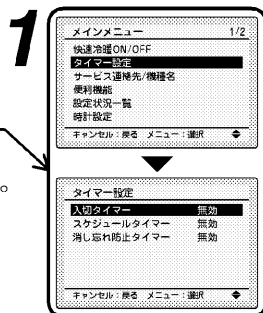 1
メインメニュー 1/2
快速冷暖ON/OFF
タイマー設定
サービス連絡先/機種名
便利機能
設定状況一覧
時計設定
キャンセル:戻る メニュー:選択
。
タイマー設定
入切タイマー 無効
スケジュールタイマー 無効
消し忘れ防止タイマー 無効
キャンセル:戻る メニュー:選択